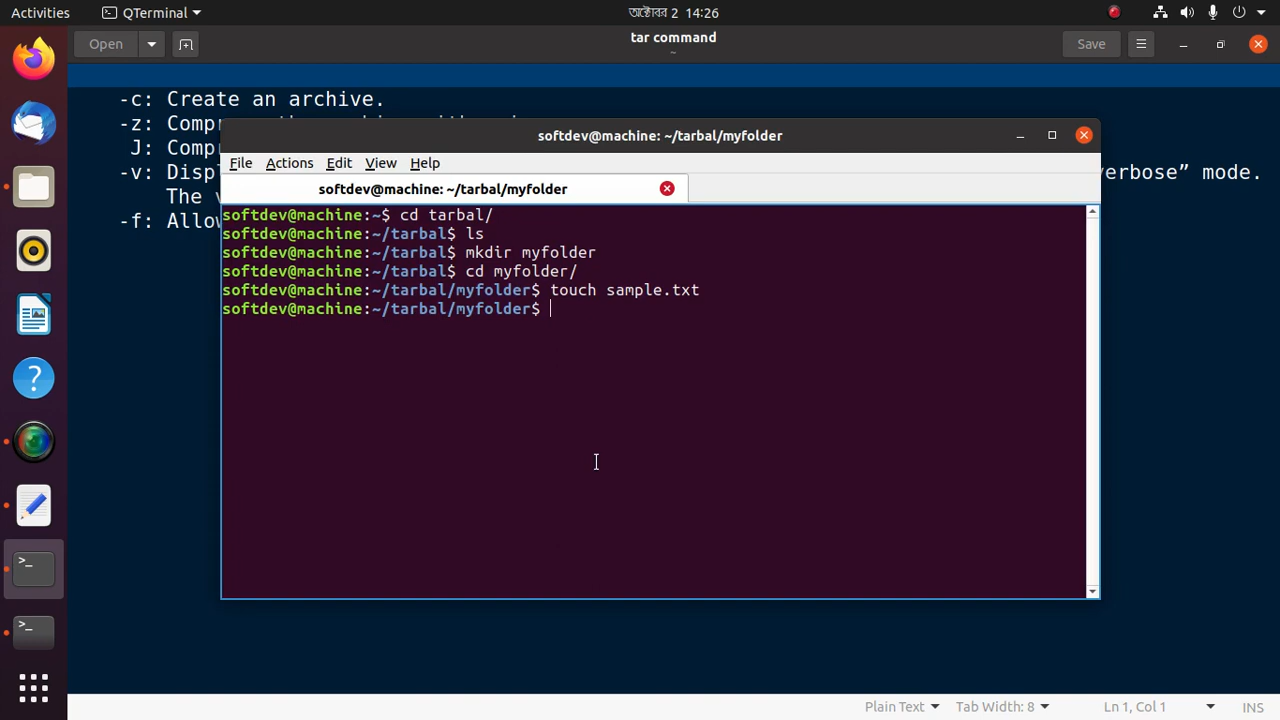 Activities
QTerminal
অক্টোবর 2 14:26
Open
tar command
~
Save
-c: Create an archive.
-z: Comp
J: Comp
-v: Disp
erbose” mode.
The v
-f: Allow
softdev@machine: ~/tarbal/myfolder
File Actions Edit View Help
softdev@machine: ~/tarbal/myfolder
softdev@machine:~$ cd tarbal/
softdev@machine:~/tarbal$ ls
softdev@machine:~/tarbal$ mkdir myfolder
softdev@machine:~/tarbal$ cd myfolder/
softdev@machine:~/tarbal/myfolder$ touch sample.txt
softdev@machine:~/tarbal/myfolder$
Plain Text
Tab Width: 8
Ln 1, Col 1
INS